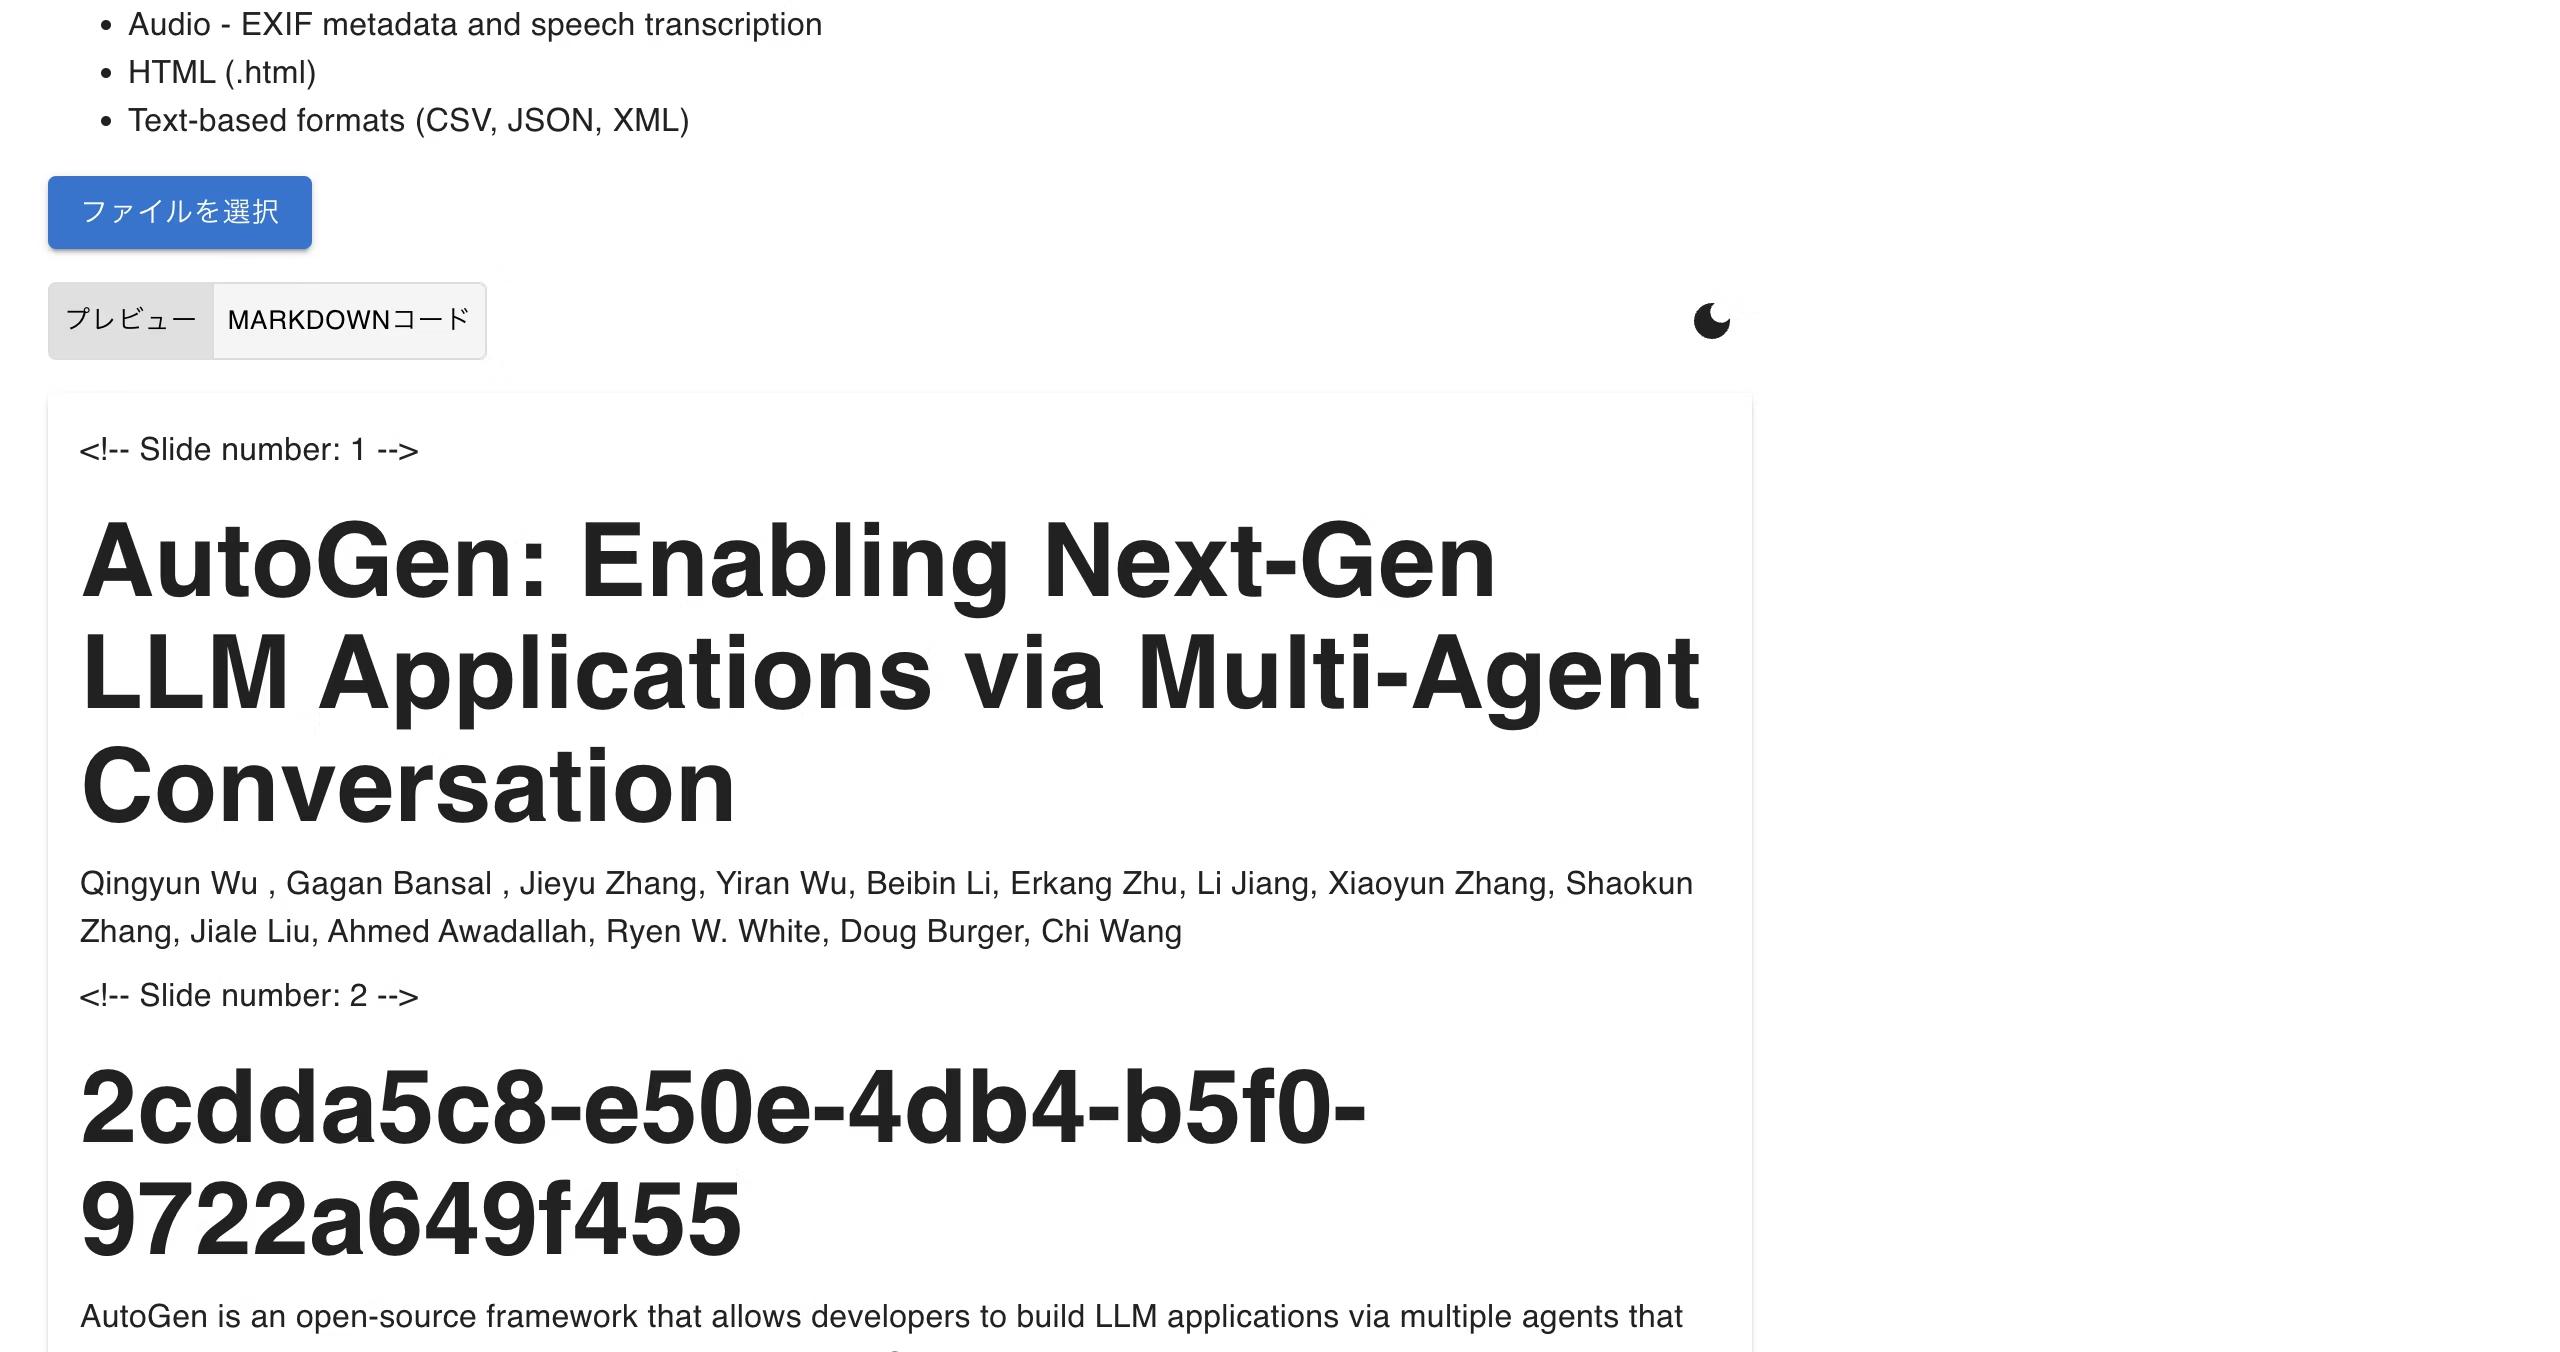 Audio - EXIF metadata and speech transcription
HTML (.html)
Text-based formats (CSV, JSON, XML)
ファイルを選択
プレビュー
MARKDOWNコード
<!-- Slide number: 1 -->
AutoGen: Enabling Next-Gen
LLM Applications via Multi-Agent
Conversation
Qingyun Wu , Gagan Bansal , Jieyu Zhang, Yiran Wu, Beibin Li, Erkang Zhu, Li Jiang, Xiaoyun Zhang, Shaokun
Zhang, Jiale Liu, Ahmed Awadallah, Ryen W. White, Doug Burger, Chi Wang
<!-- Slide number: 2 -->
2cdda5c8-e50e-4db4-b5f0-
9722a649f455
AutoGen is an open-source framework that allows developers to build LLM applications via multiple agents that